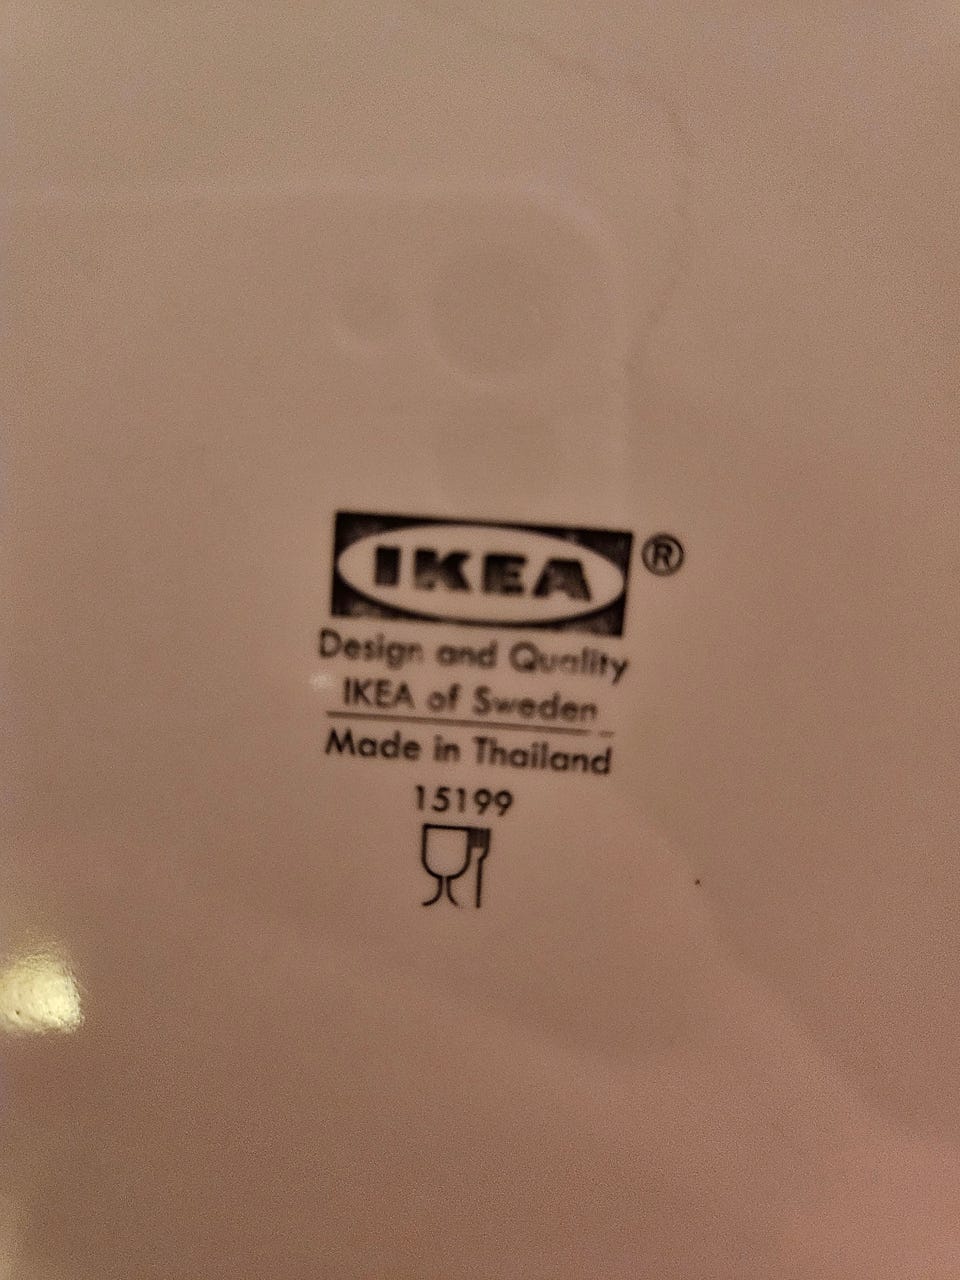 IKEA®
Design and Quality
IKEA of Sweden
Made in Thailand
15199